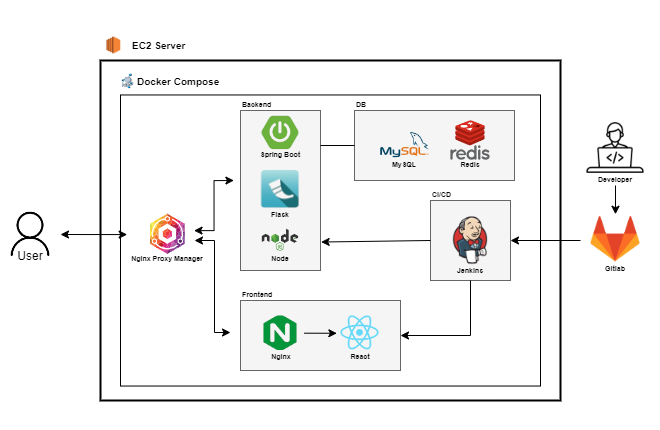 EC2 Server
Docker Compose
Backend
DB
Spring Boot
MySQL
My SQL
redis
Redis
Developer
Flask
CI/CD
User
Nginx Proxy Manager
node
JS
Node
Jenkins
Gitlab
Frontend
N
Nginx
React